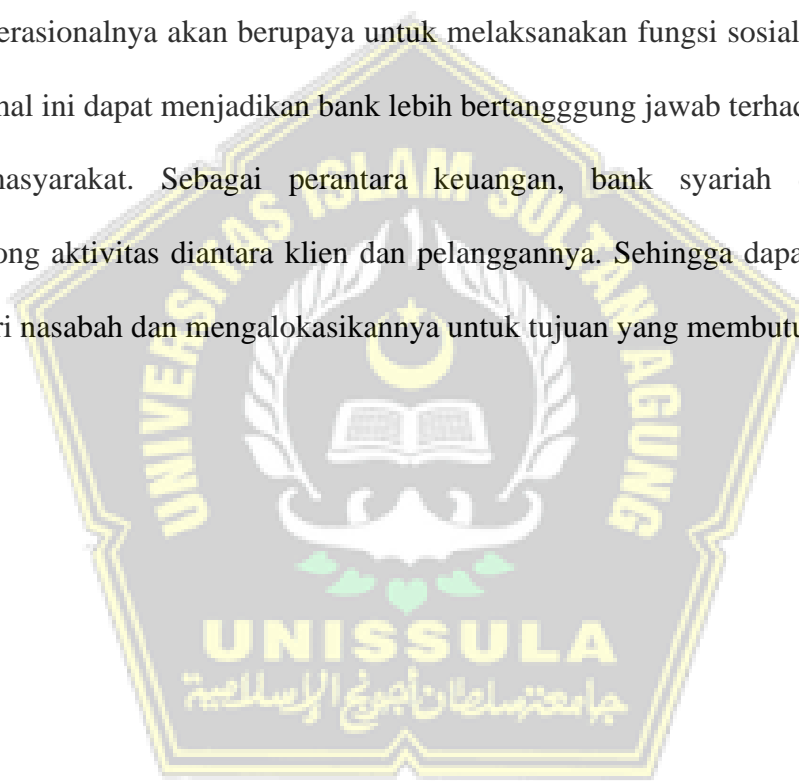 erasionalnya akan berupaya untuk melaksanakan fungsi sosial
hal ini dapat menjadikan bank lebih bertangggung jawab terhad
masyarakat. Sebagai perantara keuangan, bank syariah
ong aktivitas diantara klien dan pelanggannya. Sehingga dapa
ri nasabah dan mengalokasikannya untuk tujuan yang membutu
UNIVERSITAS ISLAM SULTAN AGUNG
UNISSULA
جامعتسلطان أجونج الإسلامية